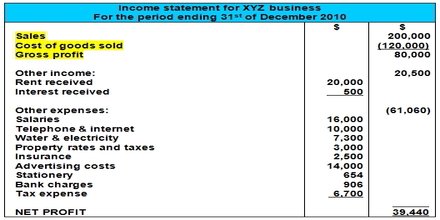 Income statement for XYZ business
For the period ending 31st of December 2010
$ $
Sales 200,000
Cost of goods sold (120,000)
Gross profit 80,000
Other income: 20,500
Rent received 20,000
Interest received 500
Other expenses: (61,060)
Salaries 16,000
Telephone & internet 10,000
Water & electricity 7,300
Property rates and taxes 3,000
Insurance 2,500
Advertising costs 14,000
Stationery 654
Bank charges 906
Tax expense 6,700
NET PROFIT 39,440